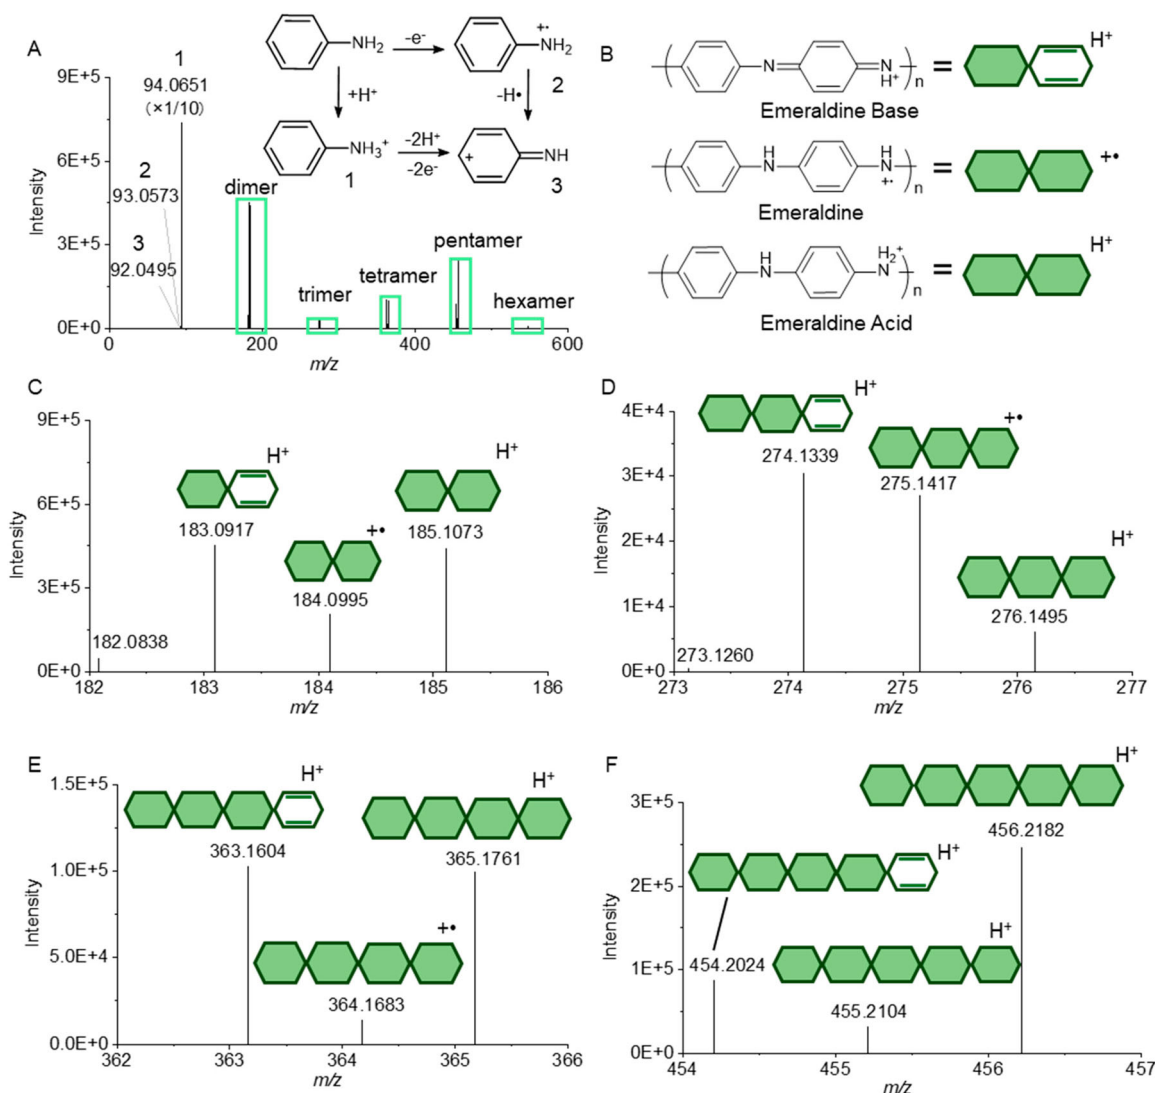 A
NH₂
-e⁻
+•
NH₂
2
+H⁺
-H•
NH₃⁺
1
-2H⁺
-2e⁻
+
NH
3
1
94.0651
(×1/10)
2
93.0573
3
92.0495
dimer
trimer
tetramer
pentamer
hexamer
9E+5
6E+5
3E+5
0E+0
Intensity
0
200
400
600
m/z
B
N
N
H⁺
n
=
H⁺
Emeraldine Base
H
N
H
N
+•
n
=
+•
Emeraldine
H
N
H₂⁺
N
n
=
H⁺
Emeraldine Acid
C
9E+5
6E+5
3E+5
0E+0
Intensity
H⁺
183.0917
+•
184.0995
H⁺
185.1073
182.0838
182
183
184
185
186
m/z
D
4E+4
3E+4
2E+4
1E+4
0E+0
Intensity
H⁺
274.1339
+•
275.1417
H⁺
276.1495
273.1260
273
274
275
276
277
m/z
E
1.5E+5
1.0E+5
5.0E+4
0.0E+0
Intensity
H⁺
363.1604
H⁺
365.1761
+•
364.1683
362
363
364
365
366
m/z
F
3E+5
2E+5
1E+5
0E+0
Intensity
H⁺
456.2182
H⁺
454.2024
H⁺
455.2104
454
455
456
457
m/z